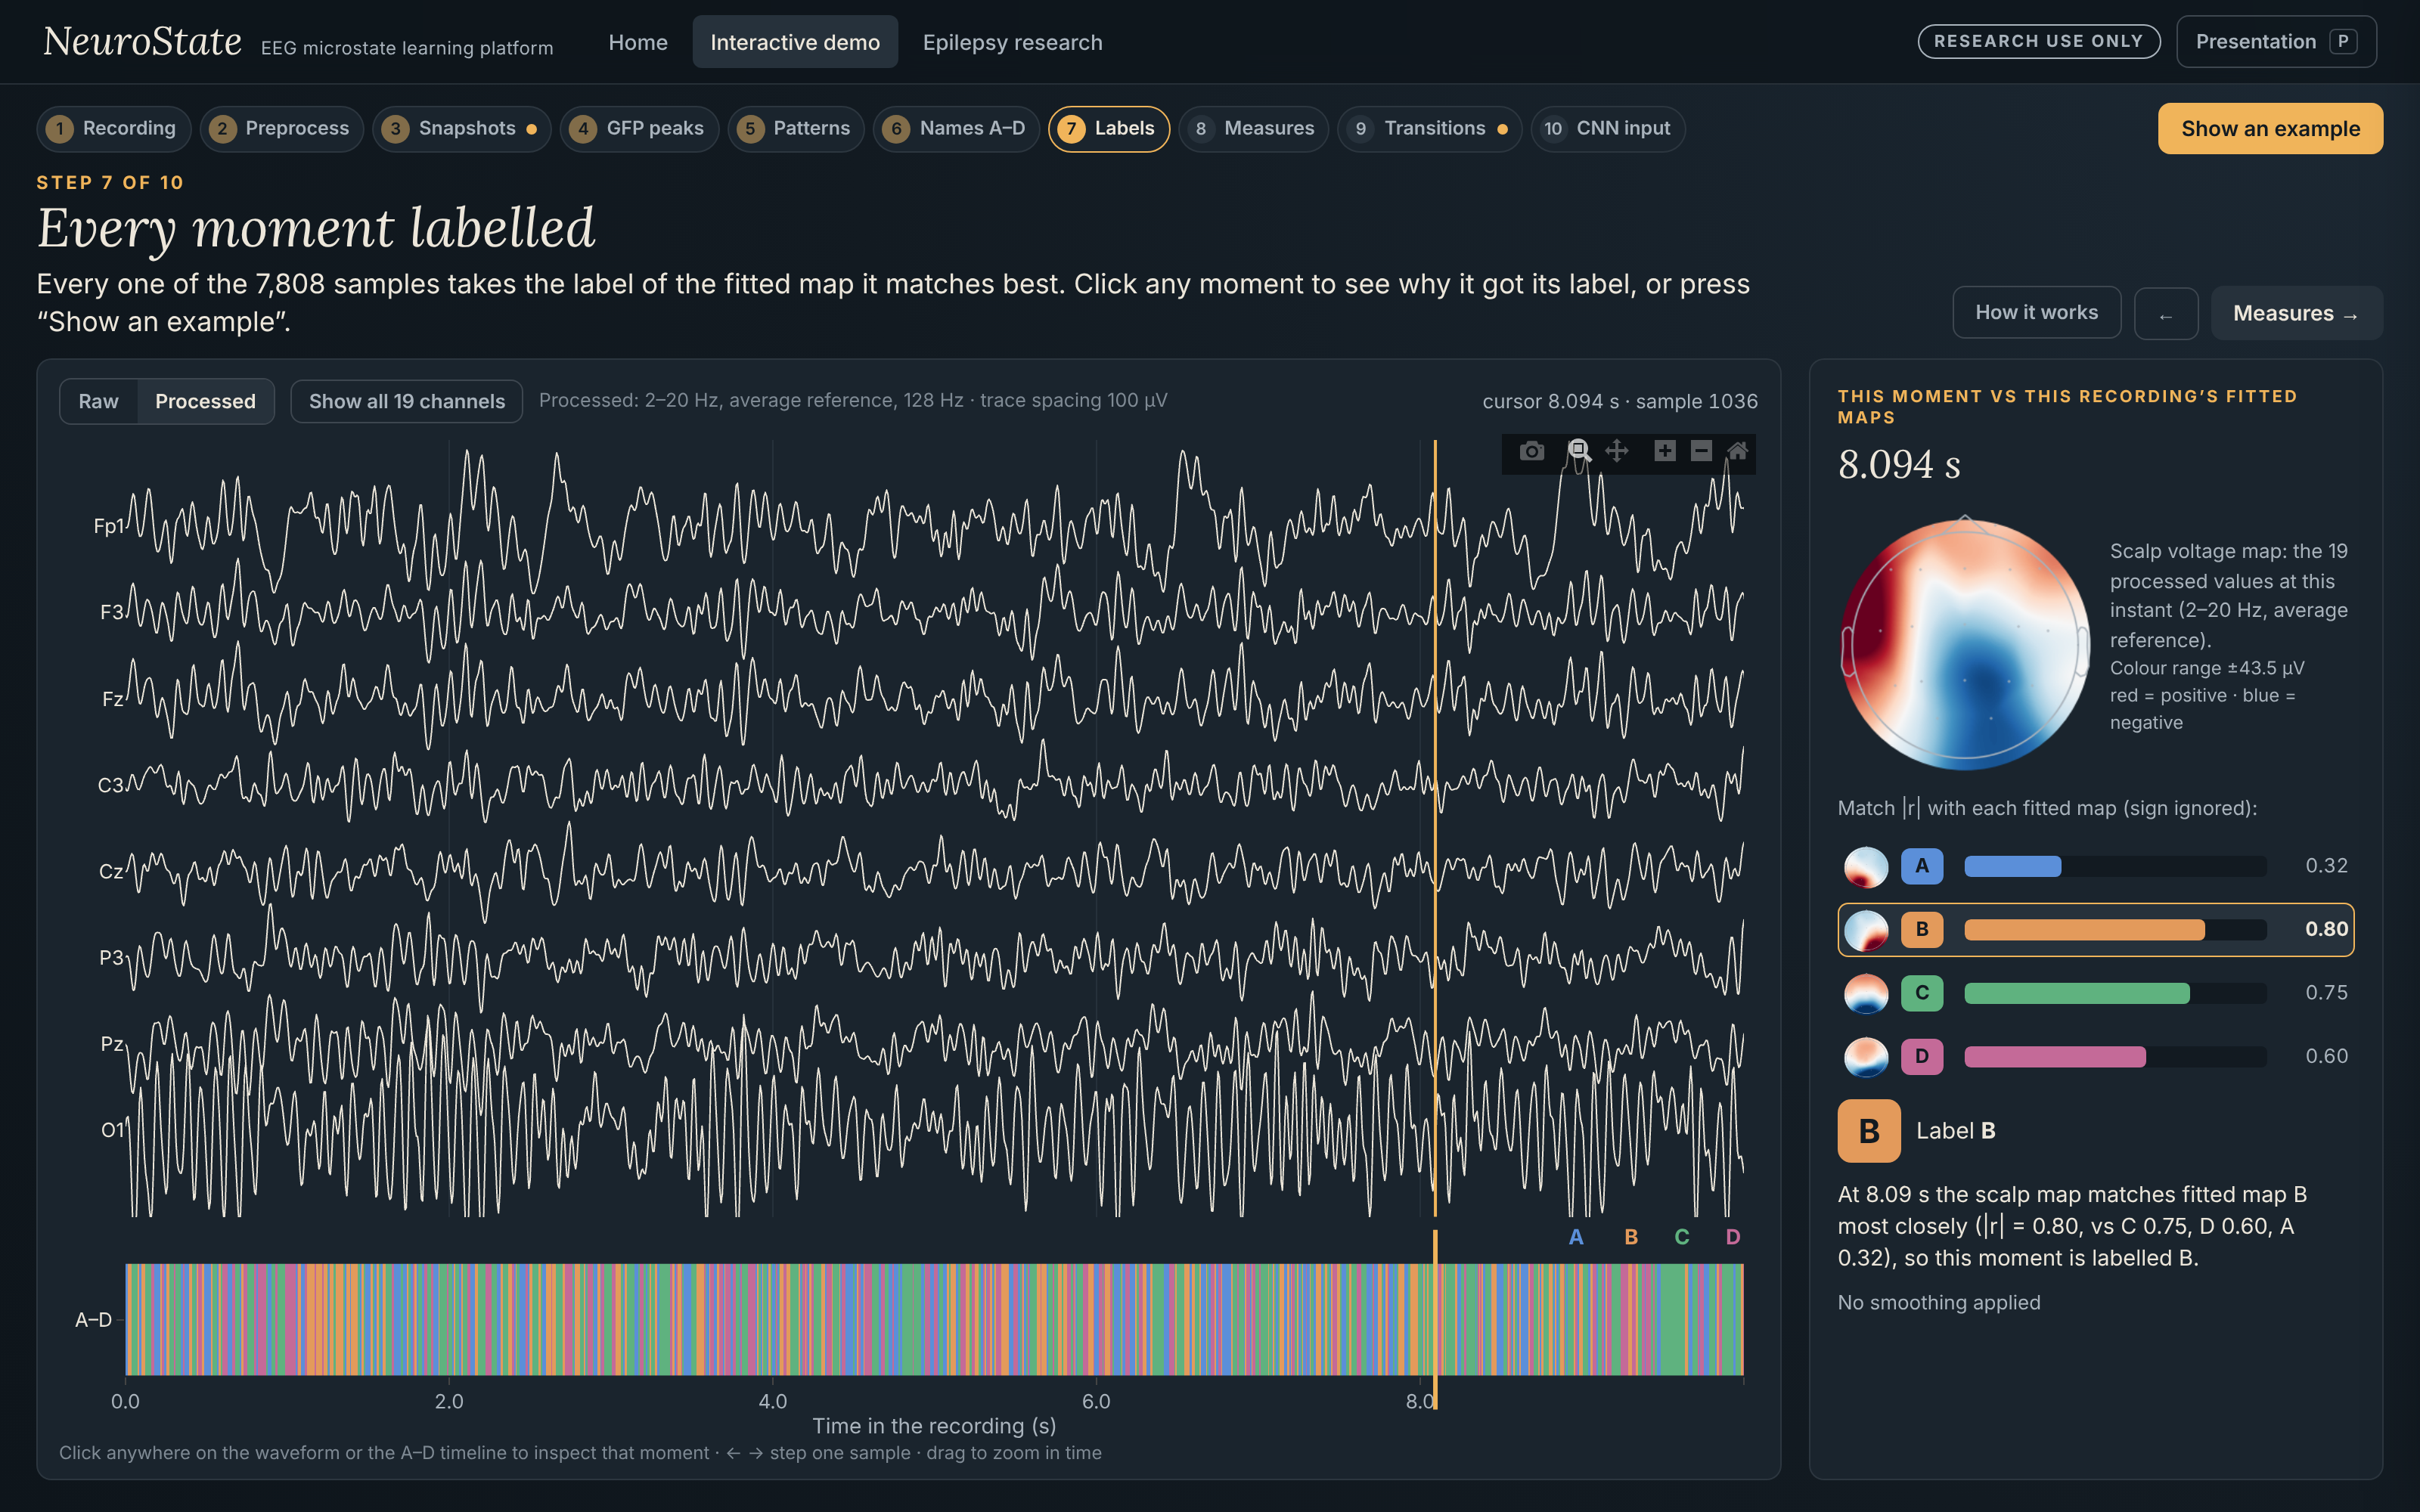 NeuroState EEG microstate learning platform Home Interactive demo Epilepsy research RESEARCH USE ONLY Presentation P
1 Recording 2 Preprocess 3 Snapshots 4 GFP peaks 5 Patterns 6 Names A–D 7 Labels 8 Measures 9 Transitions 10 CNN input Show an example
STEP 7 OF 10
Every moment labelled
Every one of the 7,808 samples takes the label of the fitted map it matches best. Click any moment to see why it got its label, or press
“Show an example”.
How it works ← Measures →
Raw Processed Show all 19 channels Processed: 2–20 Hz, average reference, 128 Hz · trace spacing 100 µV cursor 8.094 s · sample 1036
Fp1
F3
Fz
C3
Cz
P3
Pz
O1
A B C D
A–D
0.0 2.0 4.0 6.0 8.0
Time in the recording (s)
Click anywhere on the waveform or the A–D timeline to inspect that moment · ← → step one sample · drag to zoom in time
THIS MOMENT VS THIS RECORDING’S FITTED
MAPS
8.094 s
Scalp voltage map: the 19
processed values at this
instant (2–20 Hz, average
reference).
Colour range ±43.5 µV
red = positive · blue =
negative
Match |r| with each fitted map (sign ignored):
A 0.32
B 0.80
C 0.75
D 0.60
B Label B
At 8.09 s the scalp map matches fitted map B
most closely (|r| = 0.80, vs C 0.75, D 0.60, A
0.32), so this moment is labelled B.
No smoothing applied